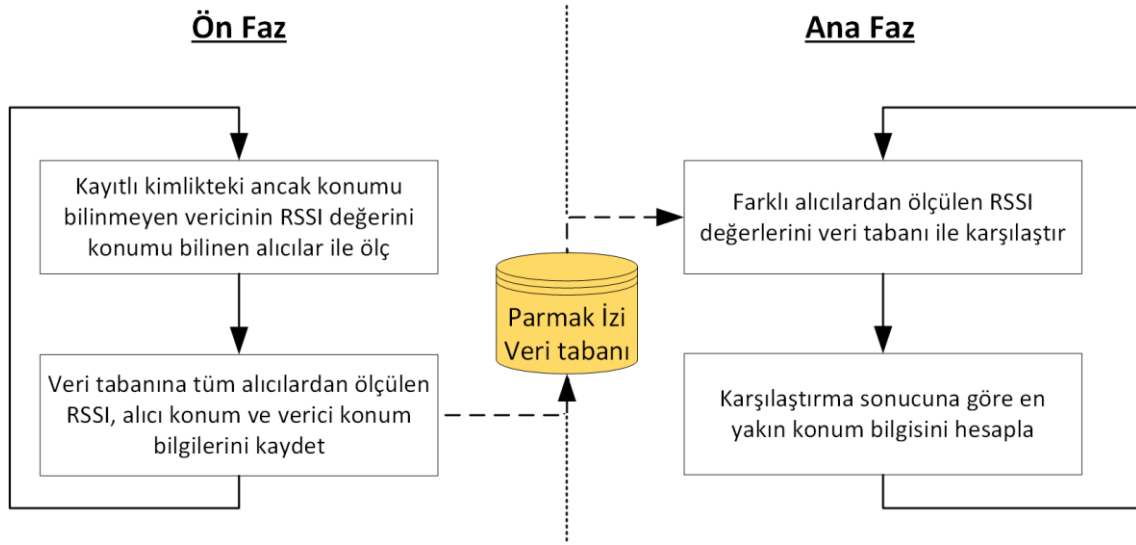 Ön Faz
Kayıtlı kimlikteki ancak konumu
bilinmeyen vericinin RSSI değerini
konumu bilinen alıcılar ile ölç
Veri tabanına tüm alıcılardan ölçülen
RSSI, alıcı konum ve verici konum
bilgilerini kaydet
Parmak İzi
Veri tabanı
Ana Faz
Farklı alıcılardan ölçülen RSSI
değerlerini veri tabanı ile karşılaştır
Karşılaştırma sonucuna göre en
yakın konum bilgisini hesapla